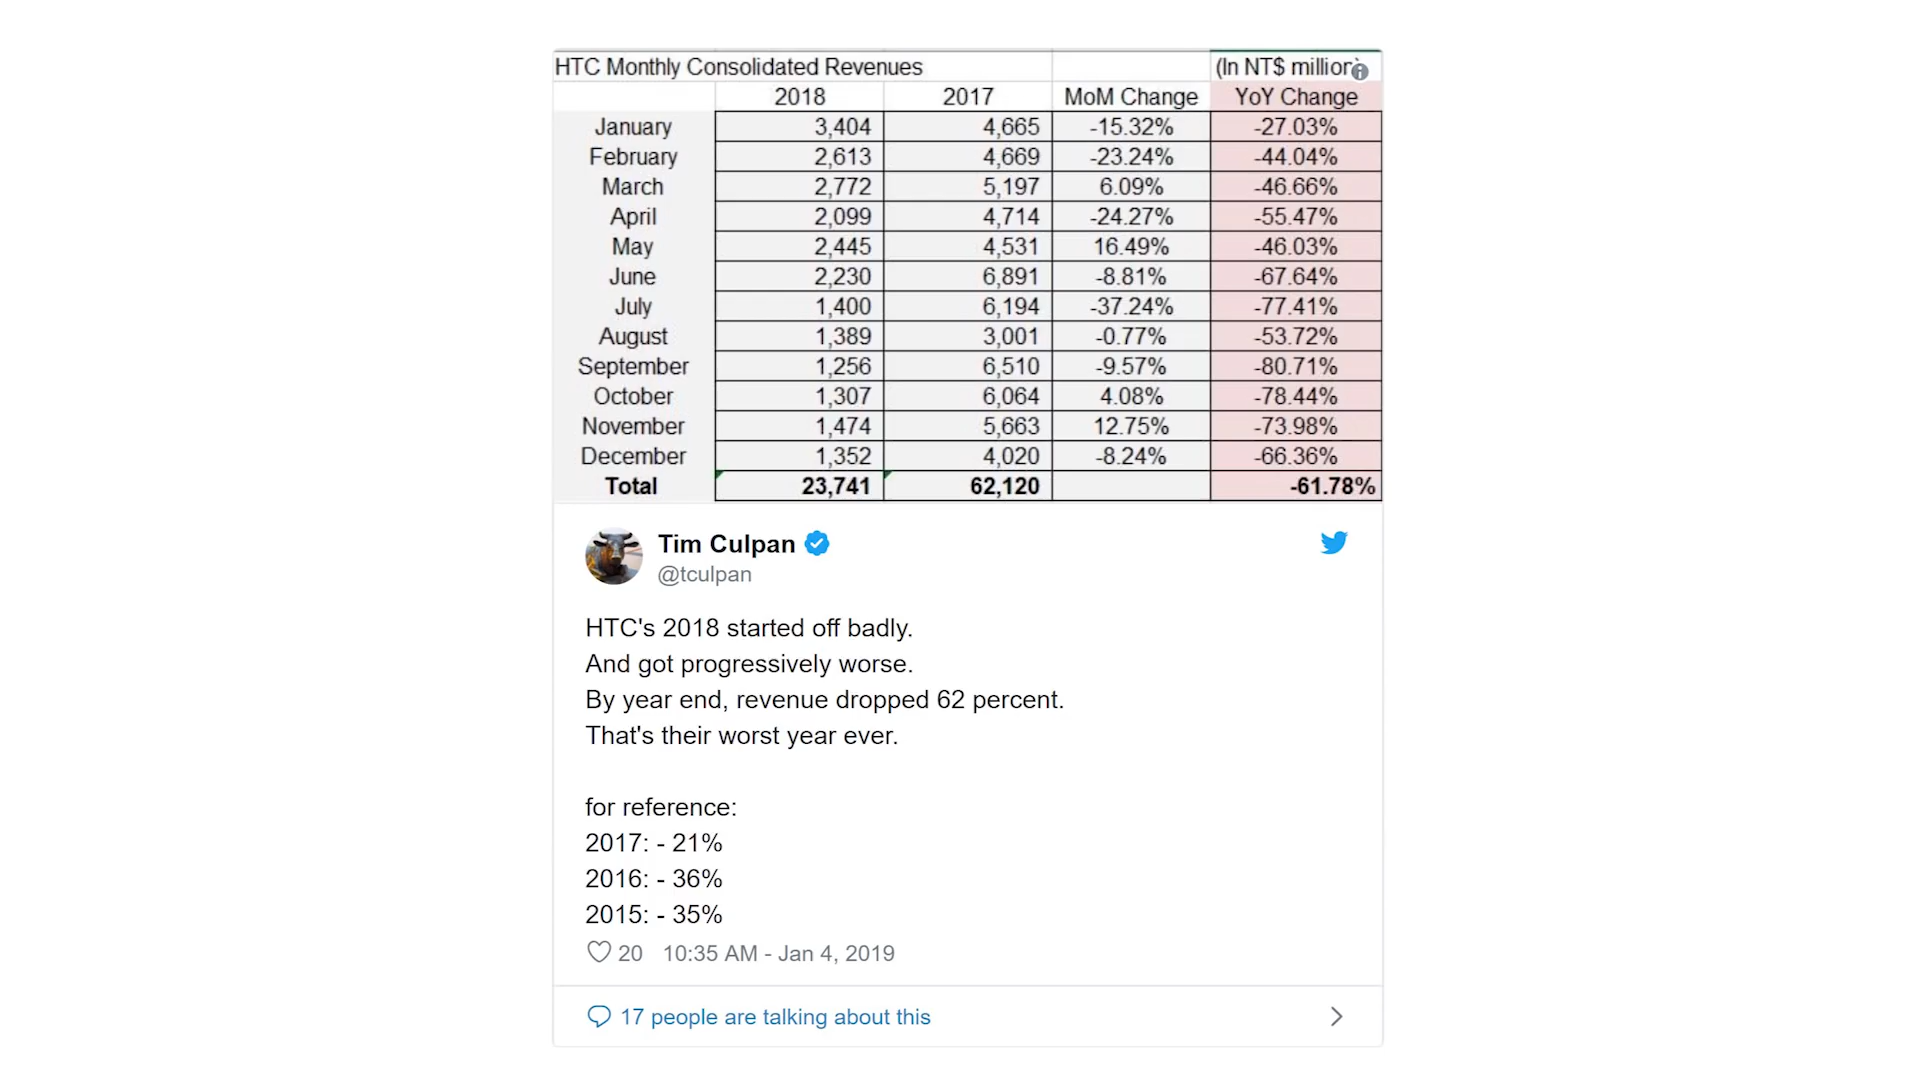 HTC Monthly Consolidated Revenues (In NT$ million)
2018 2017 MoM Change YoY Change
January 3,404 4,665 -15.32% -27.03%
February 2,613 4,669 -23.24% -44.04%
March 2,772 5,197 6.09% -46.66%
April 2,099 4,714 -24.27% -55.47%
May 2,445 4,531 16.49% -46.03%
June 2,230 6,891 -8.81% -67.64%
July 1,400 6,194 -37.24% -77.41%
August 1,389 3,001 -0.77% -53.72%
September 1,256 6,510 -9.57% -80.71%
October 1,307 6,064 4.08% -78.44%
November 1,474 5,663 12.75% -73.98%
December 1,352 4,020 -8.24% -66.36%
Total 23,741 62,120 -61.78%
Tim Culpan
@tculpan
HTC's 2018 started off badly.
And got progressively worse.
By year end, revenue dropped 62 percent.
That's their worst year ever.
for reference:
2017: - 21%
2016: - 36%
2015: - 35%
20 10:35 AM - Jan 4, 2019
17 people are talking about this